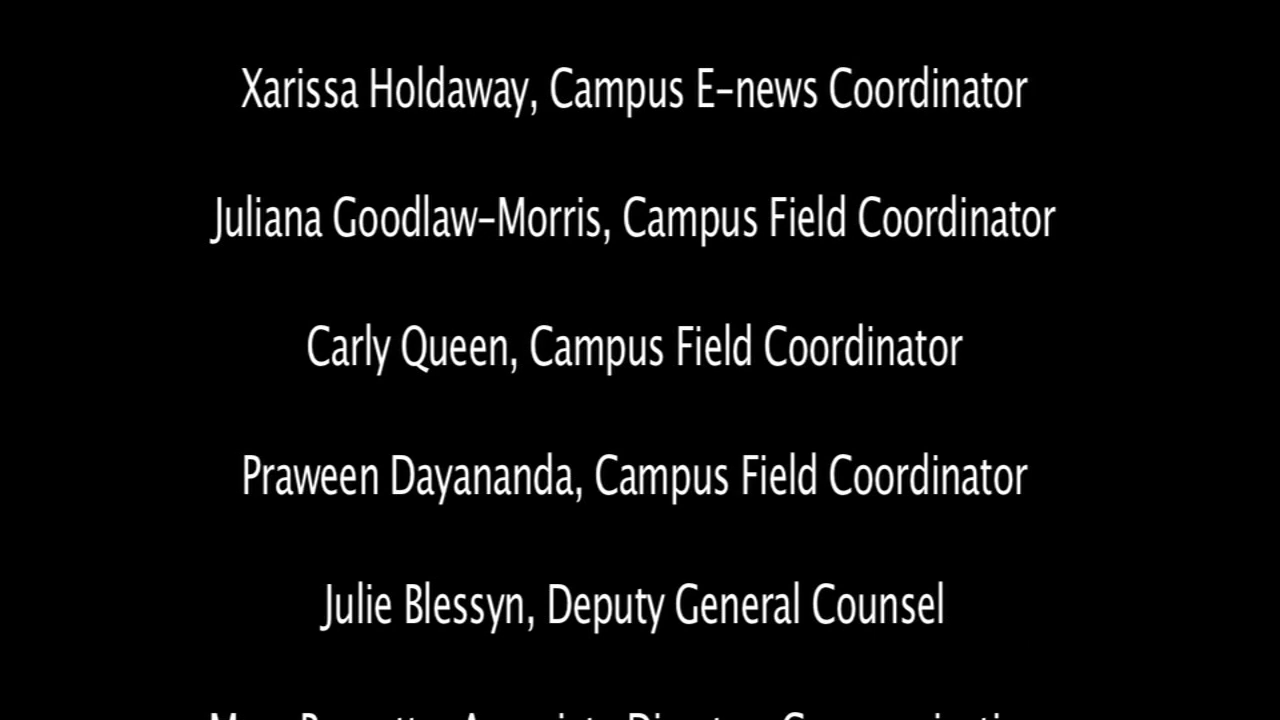 Xarissa Holdaway, Campus E-news Coordinator
Juliana Goodlaw-Morris, Campus Field Coordinator
Carly Queen, Campus Field Coordinator
Praween Dayananda, Campus Field Coordinator
Julie Blessyn, Deputy General Counsel